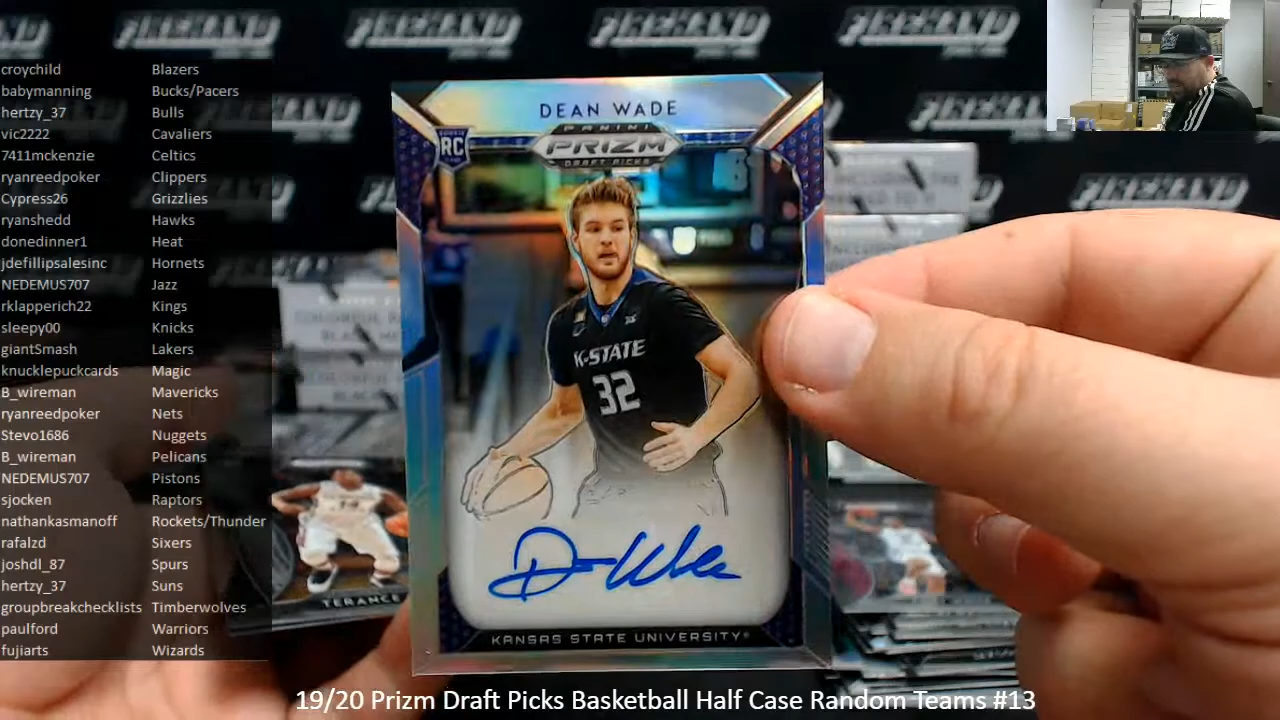 FIREHAND FIREHAND FIREHAND FIREHAND
croychild Blazers
babymanning Bucks/Pacers
hertzy_37 Bulls
vic2222 Cavaliers
7411mckenzie Celtics
ryanreedpoker Clippers
Cypress26 Grizzlies
ryanshedd Hawks
donedinner1 Heat
jdefillipsalesinc Hornets
NEDEMUS707 Jazz
rklapperich22 Kings
sleepy00 Knicks
giantSmash Lakers
knucklepuckcards Magic
B_wireman Mavericks
ryanreedpoker Nets
Stevo1686 Nuggets
B_wireman Pelicans
NEDEMUS707 Pistons
sjocken Raptors
nathankasmanoff Rockets/Thunder
rafalzd Sixers
joshdl_87 Spurs
hertzy_37 Suns
groupbreakchecklists Timberwolves
paulford Warriors
fujiarts Wizards
DEAN WADE
RC
PANINI
PRIZM
DRAFT PICKS
K-STATE
32
KANSAS STATE UNIVERSITY
TERANCE
19/20 Prizm Draft Picks Basketball Half Case Random Teams #13